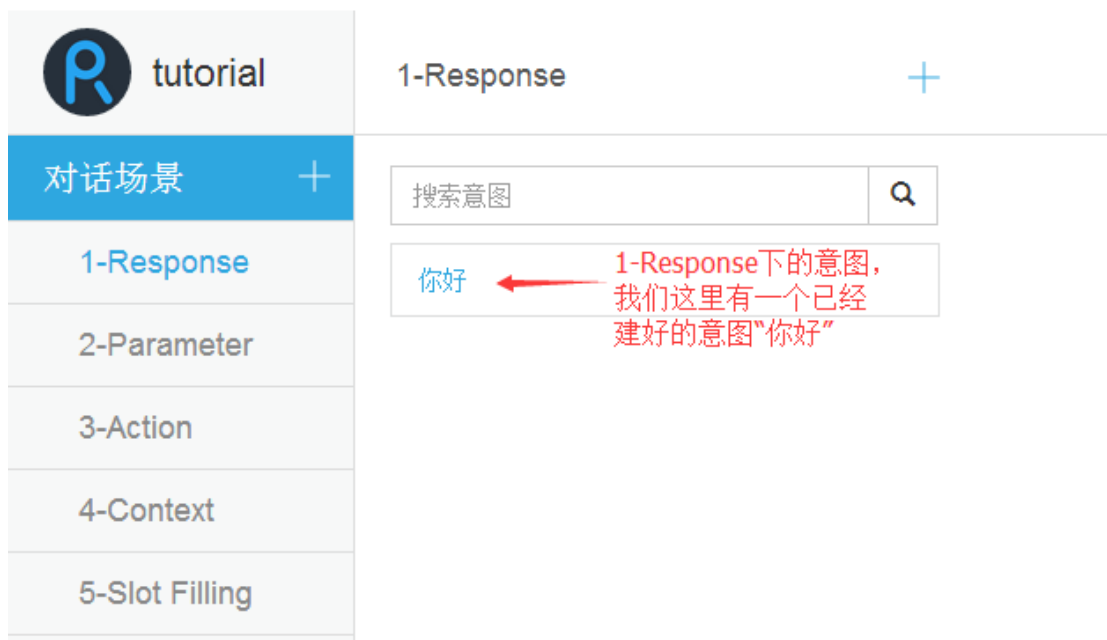 tutorial
1-Response
对话场景
搜索意图
1-Response
你好
1-Response下的意图，
我们这里有一个已经
建好的意图“你好”
2-Parameter
3-Action
4-Context
5-Slot Filling